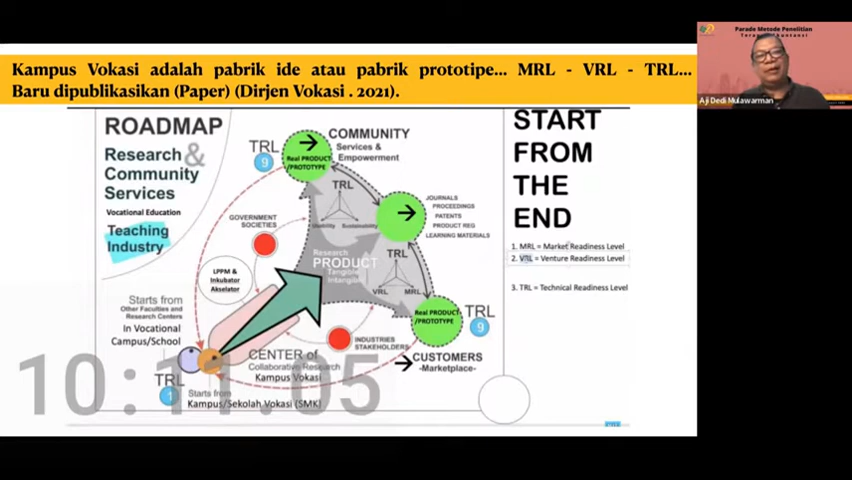 Kampus Vokasi adalah pabrik ide atau pabrik prototipe... MRL - VRL - TRL...
Baru dipublikasikan (Paper) (Dirjen Vokasi . 2021).
Parade Metode Penelitian
Aji Dedi Mulawarman
ROADMAP
Research &
Community
Services
Vocational Education
Teaching
Industry
TRL
9
Real PRODUCT
/PROTOTYPE
COMMUNITY
Services &
Empowerment
TRL
Usability
Sustainability
JOURNALS
PROCEEDINGS
PATENTS
PRODUCT REG
LEARNING MATERIALS
GOVERNMENT
SOCIETIES
Research
PRODUCT
Tengible
Intangible
TRL
VRL
MRL
LPPM &
Inkubator
Akselator
Real PRODUCT
/PROTOTYPE
TRL
9
Starts from
Other Faculties and
Research Centers
In Vocational
Campus/School
INDUSTRIES
STAKEHOLDERS
CUSTOMERS
-Marketplace-
CENTER of
Collaborative Research
Kampus Vokasi
TRL
1
Starts from
Kampus/Sekolah Vokasi (SMK)
10:11:05
START
FROM
THE
END
1. MRL = Market Readiness Level
2. VRL = Venture Readiness Level
3. TRL = Technical Readiness Level